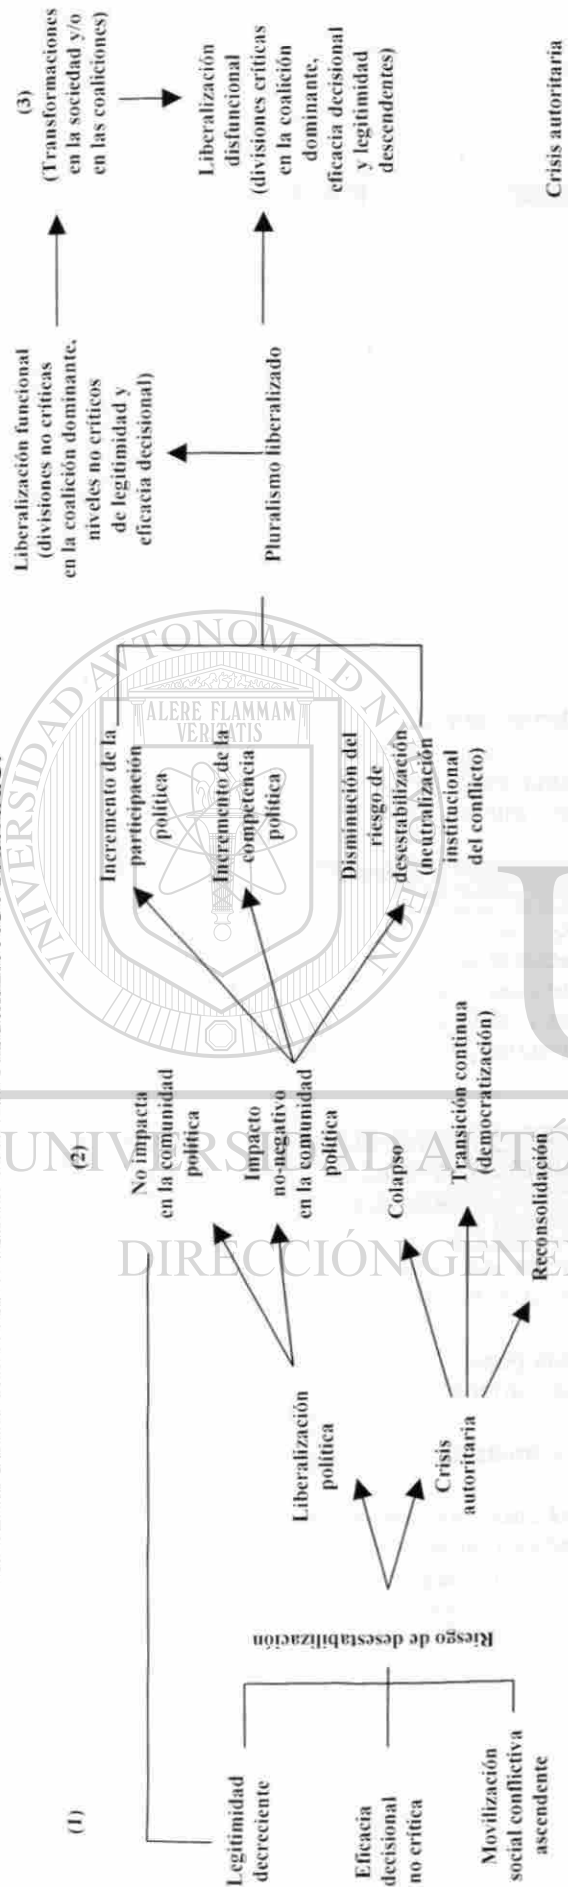 (1)
Legitimidad
decreciente
Eficacia
decisional
no crítica
Movilización
social conflictiva
ascendente
Riesgo de desestabilización
Liberalización
política
Crisis
autoritaria
(2)
No impacta
en la comunidad
política
Impacto
no-negativo
en la comunidad
política
Colapso
Transición continua
(democratización)
Reconsolidación
Incremento de la
participación
política
Incremento de la
competencia
política
Disminución del
riesgo de
desestabilización
(neutralización
institucional
del conflicto)
Liberalización funcional
(divisiones no críticas
en la coalición dominante,
niveles no críticos
de legitimidad y
eficacia decisional)
Pluralismo liberalizado
(3)
(Transformaciones
en la sociedad y/o
en las coaliciones)
Liberalización
disfuncional
(divisiones críticas
en la coalición
dominante,
eficacia decisional
y legitimidad
descendentes)
Crisis autoritaria
ALERE FLAMMAM
VERITATIS
UNIVERSIDAD AUTÓ
DIRECCIÓN GENE